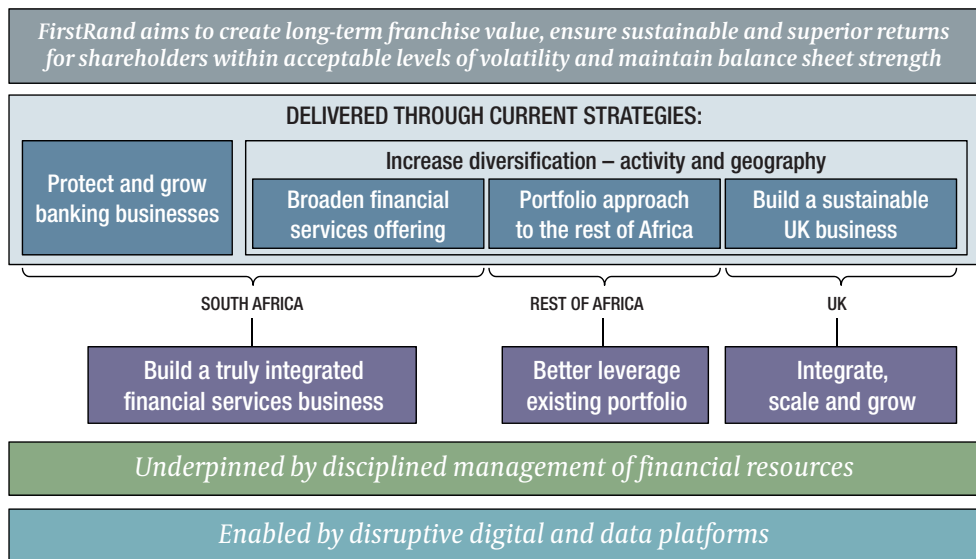 FirstRand aims to create long-term franchise value, ensure sustainable and superior returns
for shareholders within acceptable levels of volatility and maintain balance sheet strength
DELIVERED THROUGH CURRENT STRATEGIES:
Protect and grow
banking businesses
Increase diversification – activity and geography
Broaden financial
services offering
Portfolio approach
to the rest of Africa
Build a sustainable
UK business
SOUTH AFRICA
REST OF AFRICA
UK
Build a truly integrated
financial services business
Better leverage
existing portfolio
Integrate,
scale and grow
Underpinned by disciplined management of financial resources
Enabled by disruptive digital and data platforms